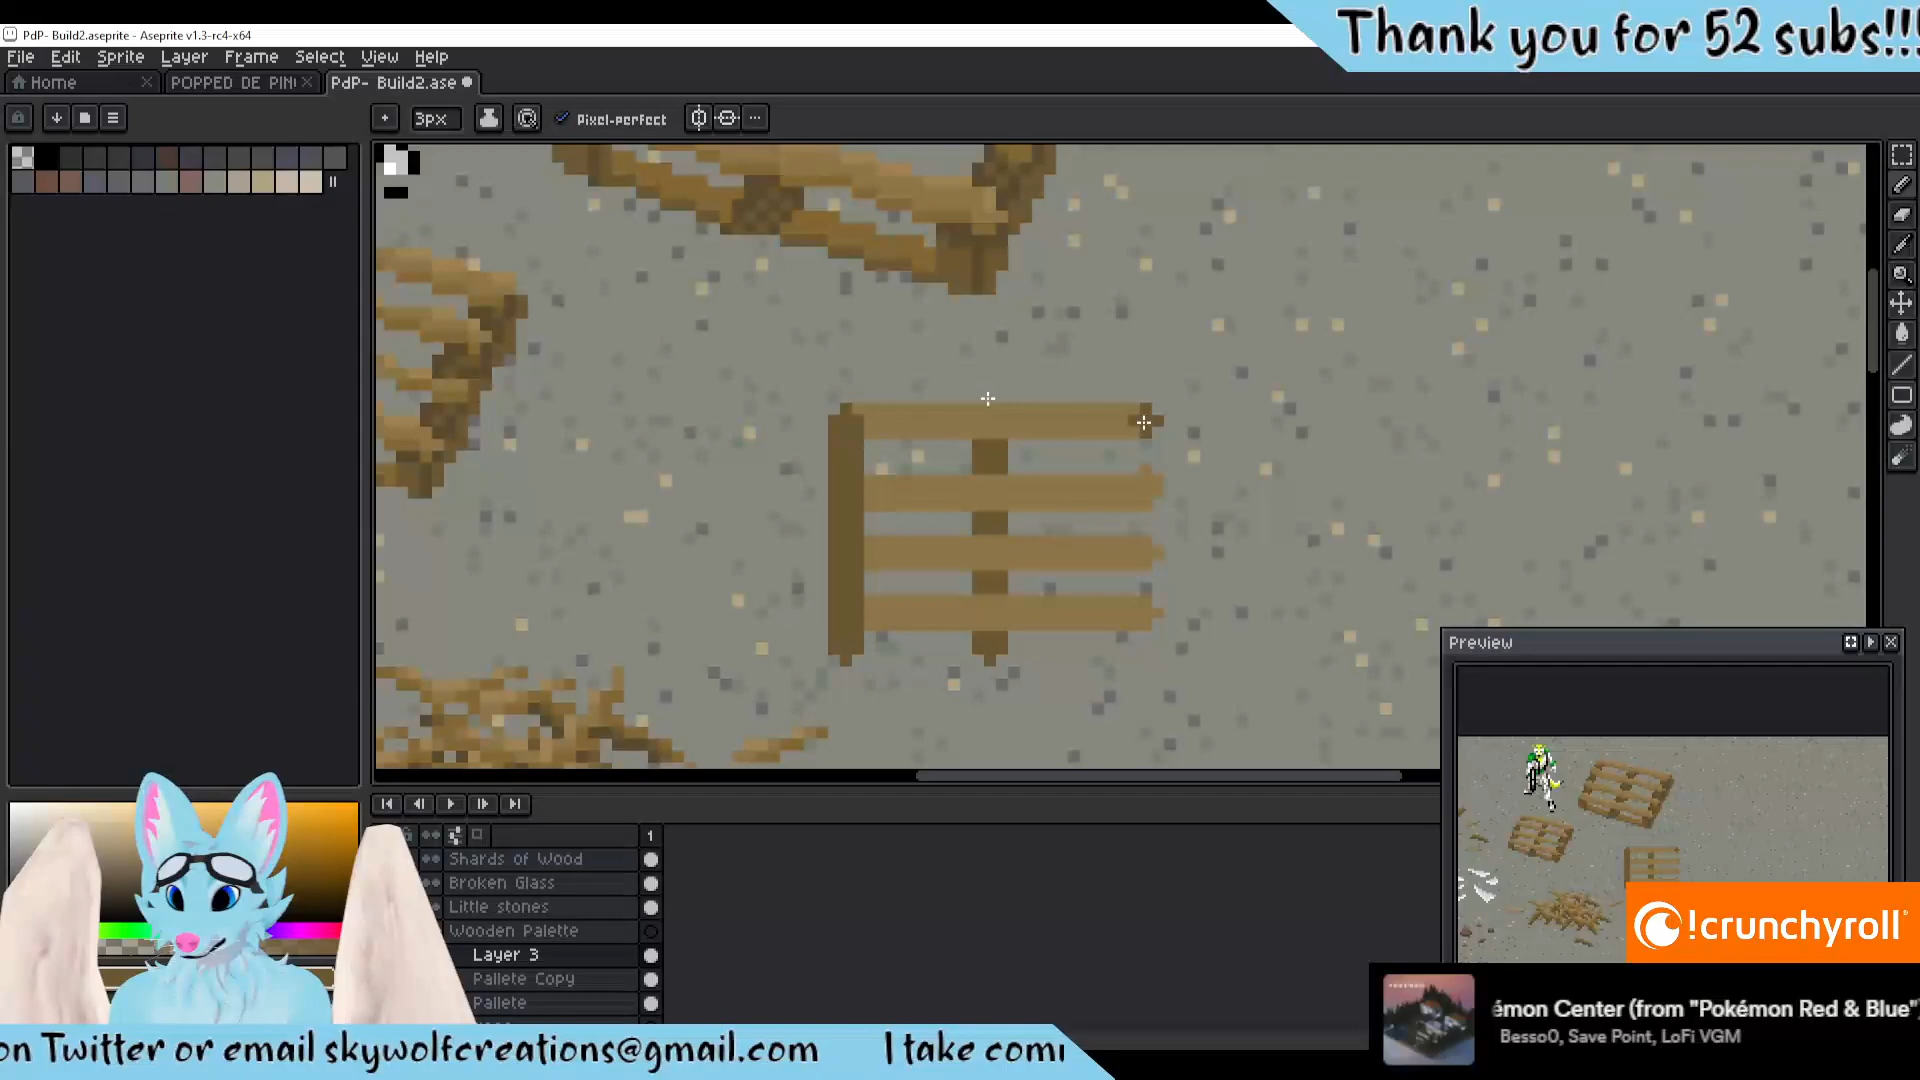 Thank you for 52 subs!!!
PdP- Build2.aseprite - Aseprite v1.3-rc4-x64
File Edit Sprite Layer Select View Frame Help
Home
POPPED DE PIN
PdP- Build2.ase
3px
Pixel-perfect
Preview
1
Shards of Wood
Broken Glass
Little stones
Wooden Palette
Layer 3
Pallete Copy
Pallete
!crunchyroll
émon Center (from "Pokémon Red & Blue")
Besso0, Save Point, LoFi VGM
on Twitter or email skywolfcreations@gmail.com I take comi